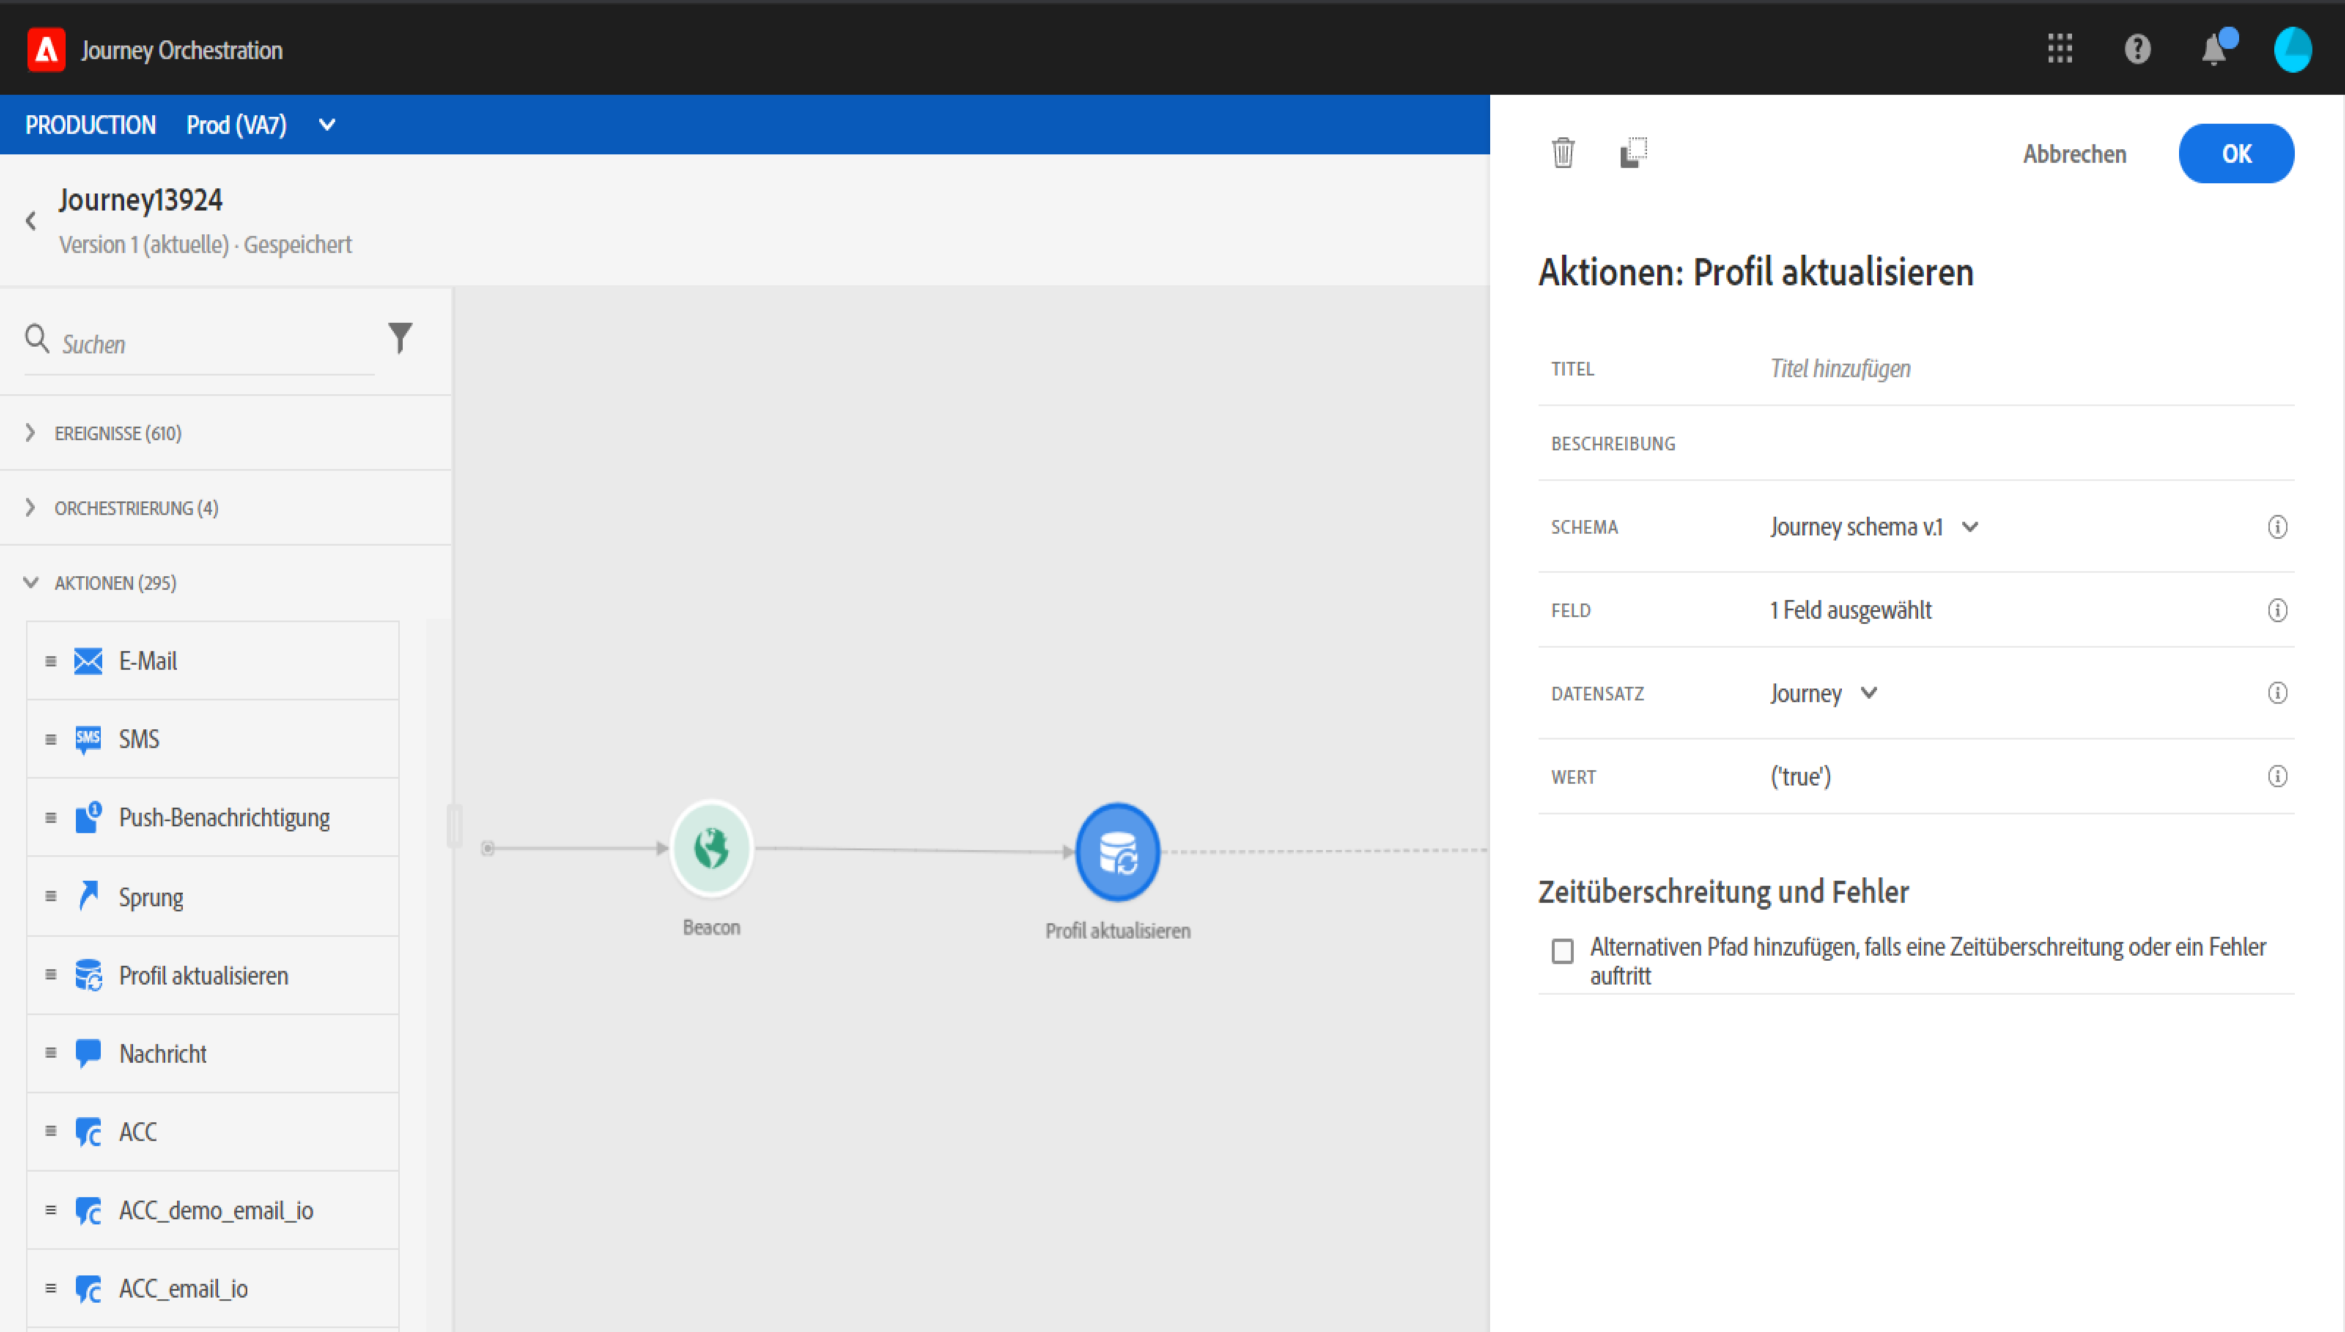 Journey Orchestration
PRODUCTION Prod (VA7)
Journey13924
Version 1 (aktuelle) · Gespeichert
Suchen
EREIGNISSE (610)
ORCHESTRIERUNG (4)
AKTIONEN (295)
E-Mail
SMS
SMS
1
Push-Benachrichtigung
Sprung
Profil aktualisieren
Nachricht
ACC
ACC_demo_email_io
ACC_email_io
Beacon
Profil aktualisieren
Abbrechen
OK
Aktionen: Profil aktualisieren
TITEL Titel hinzufügen
BESCHREIBUNG
SCHEMA Journey schema v.1
FELD 1 Feld ausgewählt
DATENSATZ Journey
WERT ('true')
Zeitüberschreitung und Fehler
Alternativen Pfad hinzufügen, falls eine Zeitüberschreitung oder ein Fehler
auftritt